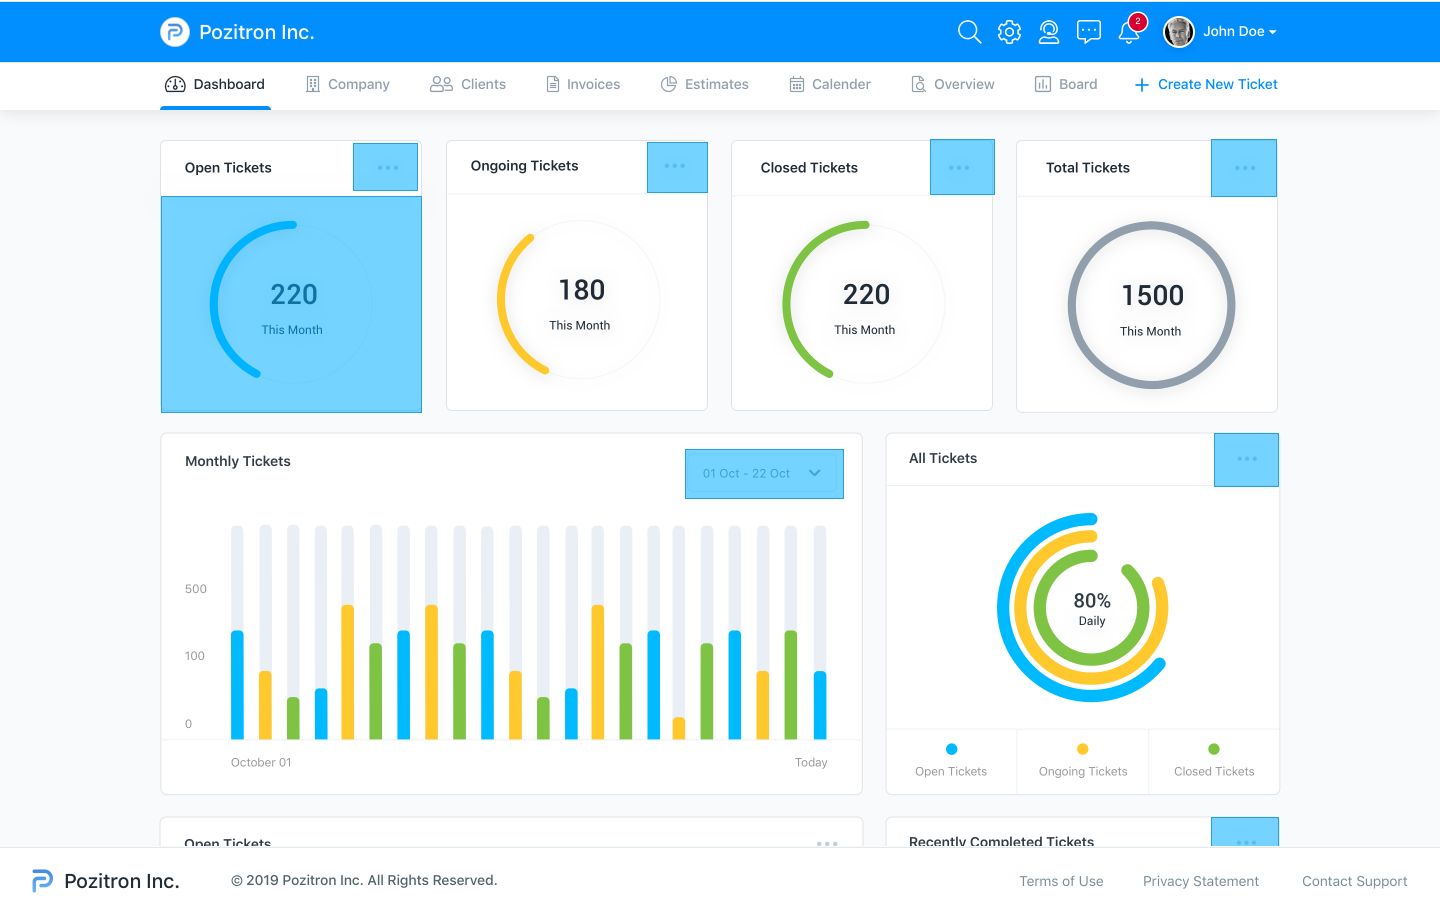 Pozitron Inc.
2
John Doe
Dashboard
Company
Clients
Invoices
Estimates
Calender
Overview
Board
Create New Ticket
Open Tickets
Ongoing Tickets
Closed Tickets
Total Tickets
220
This Month
180
This Month
220
This Month
1500
This Month
Monthly Tickets
01 Oct - 22 Oct
500
100
0
October 01
Today
All Tickets
80%
Daily
Open Tickets
Ongoing Tickets
Closed Tickets
Open Tickets
Recently Completed Tickets
Pozitron Inc.
© 2019 Pozitron Inc. All Rights Reserved.
Terms of Use
Privacy Statement
Contact Support